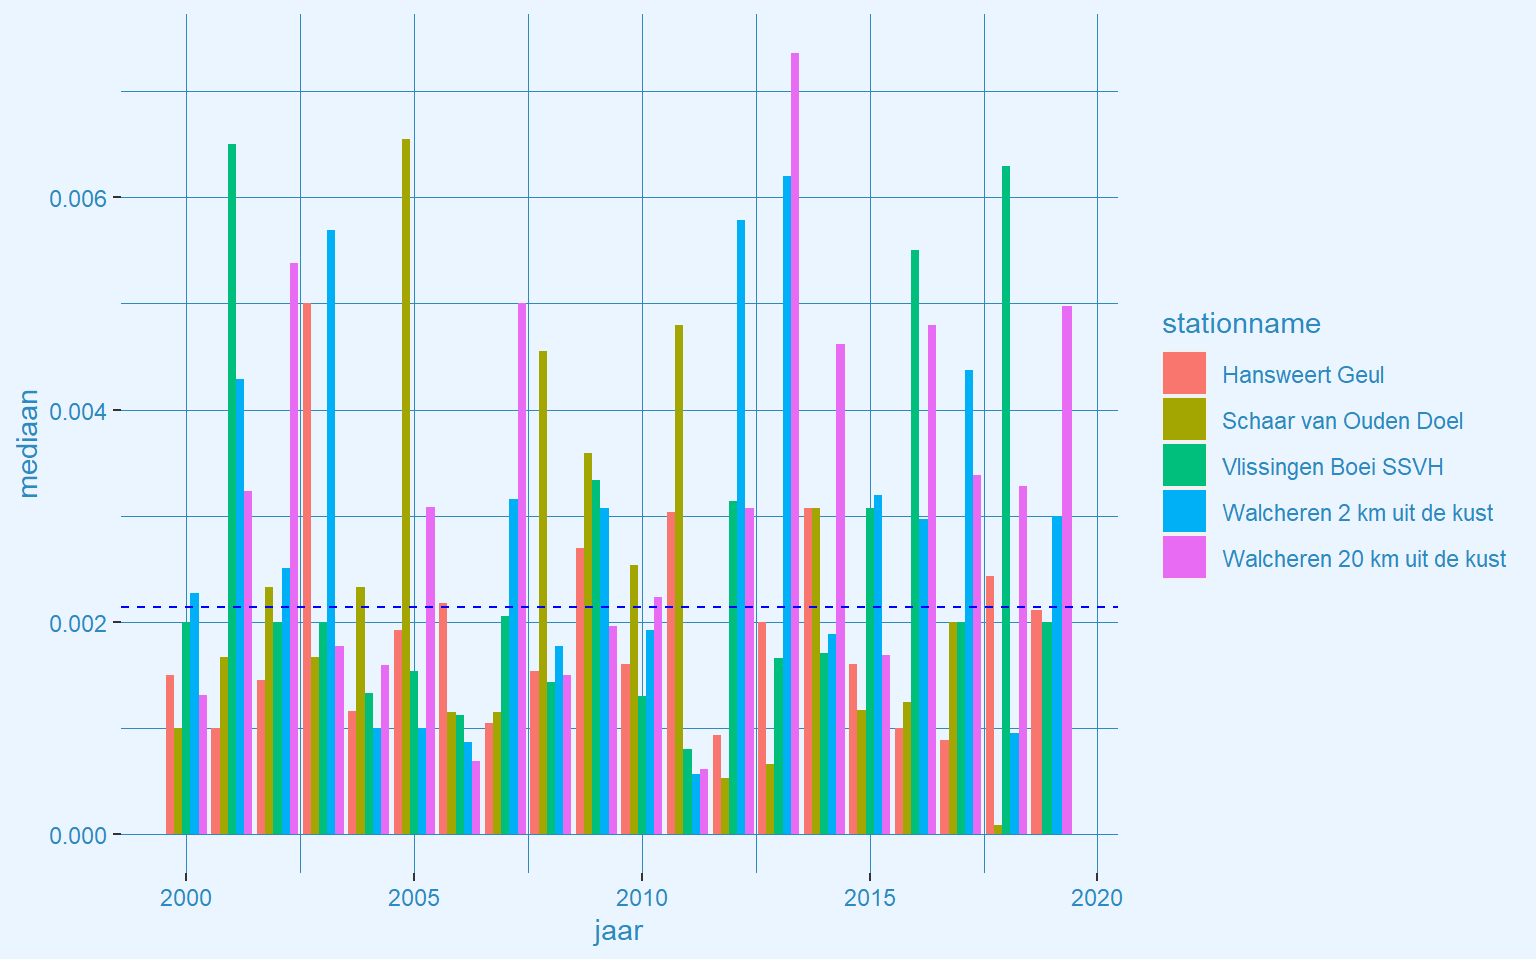 mediaan
0.006
0.004
0.002
0.000
2000
2005
2010
2015
2020
jaar
stationname
Hansweert Geul
Schaar van Ouden Doel
Vlissingen Boei SSVH
Walcheren 2 km uit de kust
Walcheren 20 km uit de kust